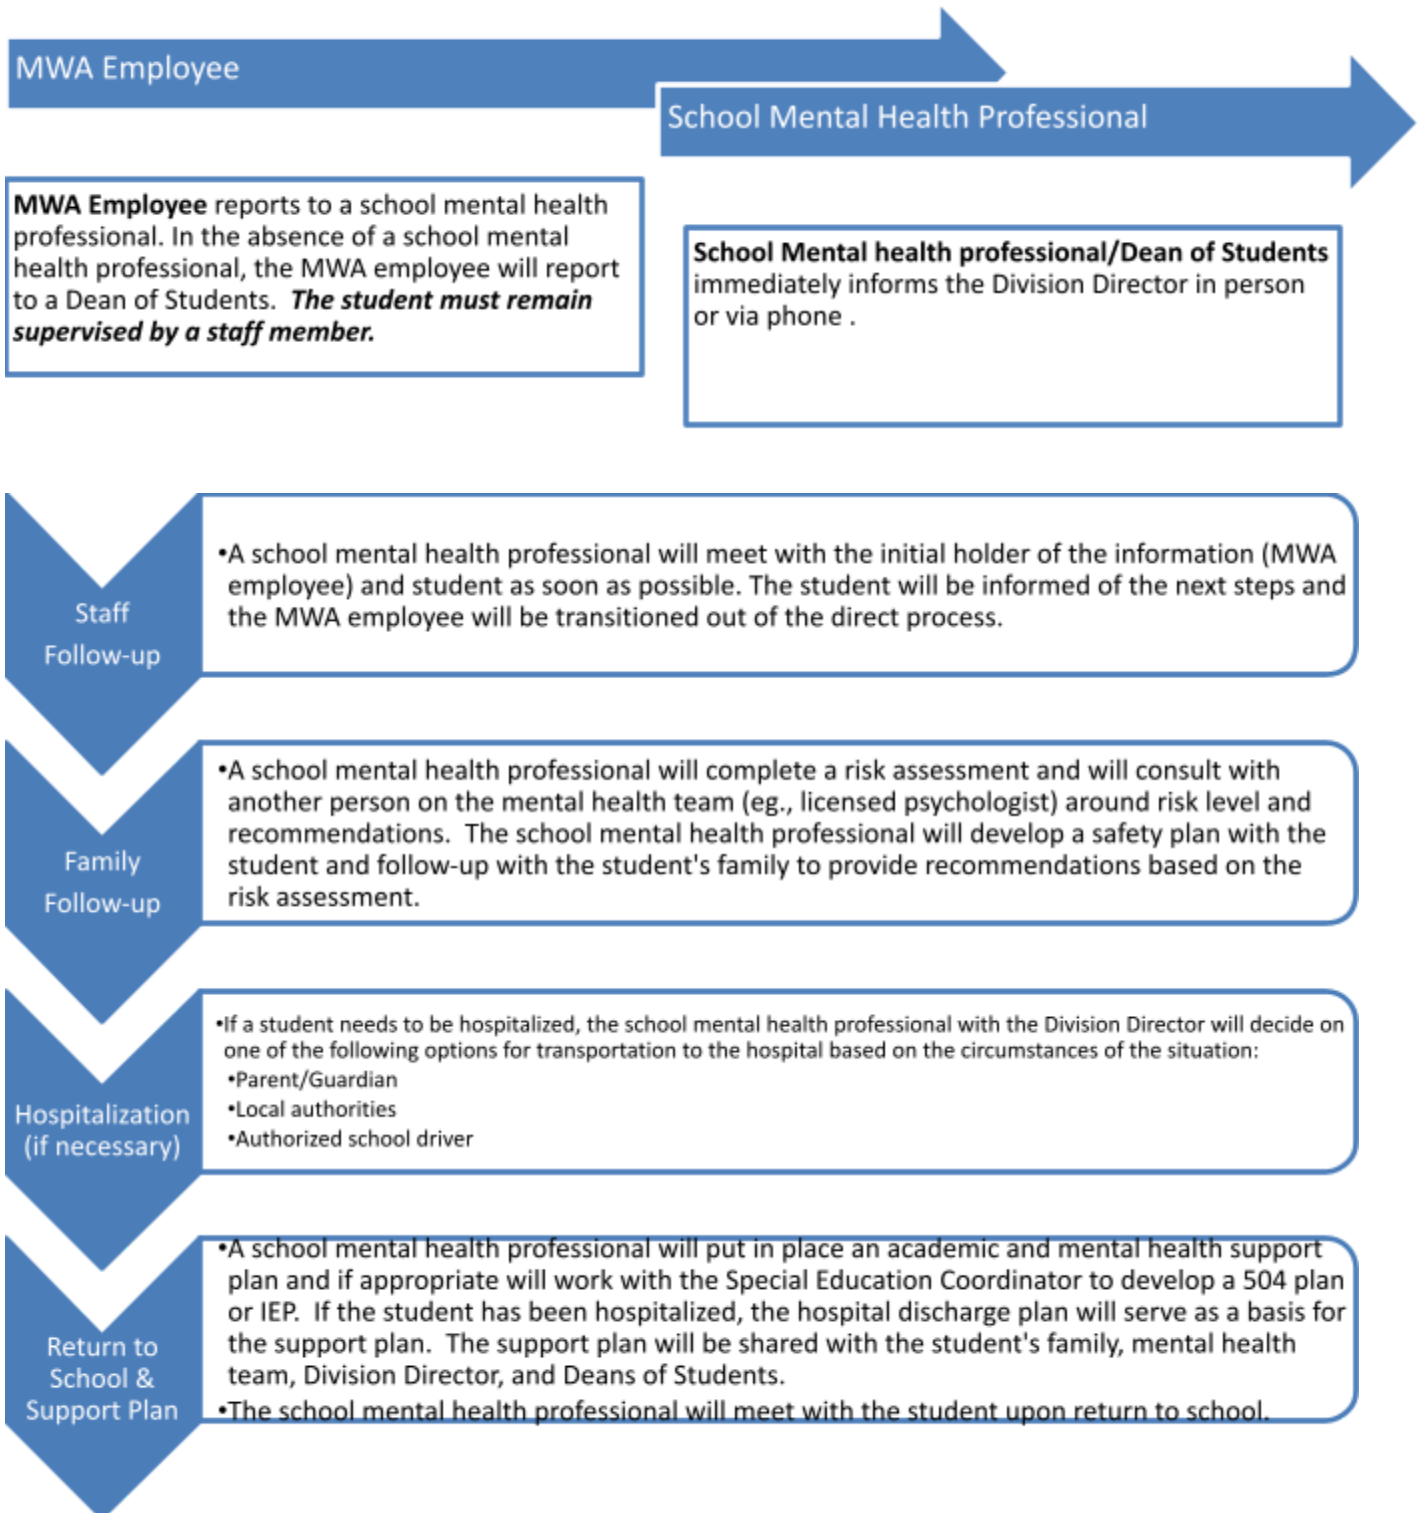 MWA Employee
School Mental Health Professional
MWA Employee reports to a school mental health
professional. In the absence of a school mental
health professional, the MWA employee will report
to a Dean of Students.  The student must remain
supervised by a staff member.
School Mental health professional/Dean of Students
immediately informs the Division Director in person
or via phone .
Staff
Follow-up
•A school mental health professional will meet with the initial holder of the information (MWA
employee) and student as soon as possible. The student will be informed of the next steps and
the MWA employee will be transitioned out of the direct process.
Family
Follow-up
•A school mental health professional will complete a risk assessment and will consult with
another person on the mental health team (eg., licensed psychologist) around risk level and
recommendations.  The school mental health professional will develop a safety plan with the
student and follow-up with the student's family to provide recommendations based on the
risk assessment.
Hospitalization
(if necessary)
•If a student needs to be hospitalized, the school mental health professional with the Division Director will decide on
one of the following options for transportation to the hospital based on the circumstances of the situation:
•Parent/Guardian
•Local authorities
•Authorized school driver
Return to
School &
Support Plan
•A school mental health professional will put in place an academic and mental health support
plan and if appropriate will work with the Special Education Coordinator to develop a 504 plan
or IEP.  If the student has been hospitalized, the hospital discharge plan will serve as a basis for
the support plan.  The support plan will be shared with the student's family, mental health
team, Division Director, and Deans of Students.
•The school mental health professional will meet with the student upon return to school.